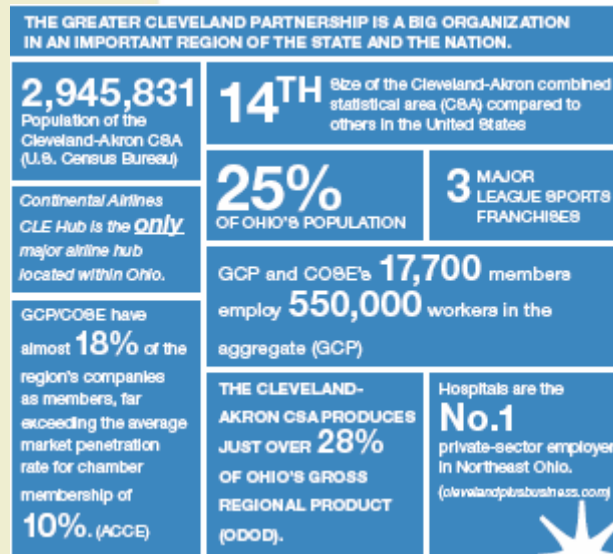 THE GREATER CLEVELAND PARTNERSHIP IS A BIG ORGANIZATION
IN AN IMPORTANT REGION OF THE STATE AND THE NATION.
2,945,831
Population of the
Cleveland-Akron CSA
(U.S. Census Bureau)
14TH
Size of the Cleveland-Akron combined
statistical area (CSA) compared to
others in the United States
25%
OF OHIO'S POPULATION
3 MAJOR
LEAGUE SPORTS
FRANCHISES
Continental Airlines
CLE Hub is the only
major airline hub
located within Ohio.
GCP and COSE's 17,700 members
employ 550,000 workers in the
aggregate (GCP)
GCP/COSE have
almost 18% of the
region's companies
as members, far
exceeding the average
market penetration
rate for chamber
membership of
10%. (ACCE)
THE CLEVELAND-
AKRON CSA PRODUCES
JUST OVER 28%
OF OHIO'S GROSS
REGIONAL PRODUCT
(ODOD).
Hospitals are the
No.1
private-sector employer
in Northeast Ohio.
(clevelandplusbusiness.com)